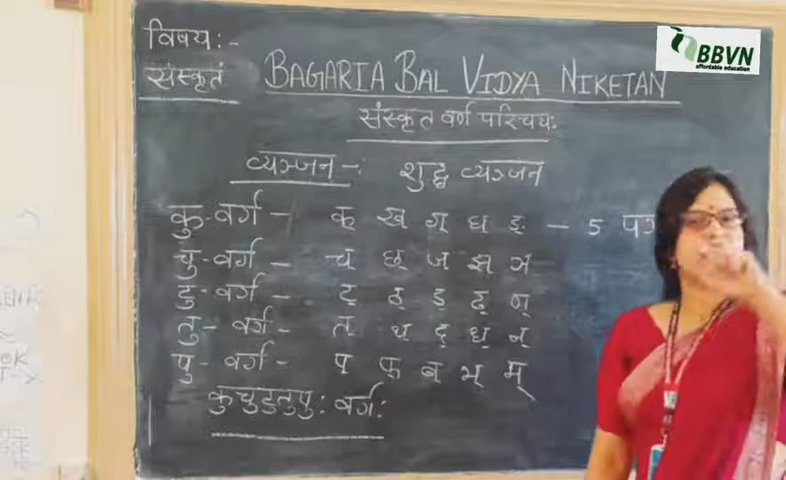 विषयः-
संस्कृतं
BAGARIA BAL VIDYA NIKETAN
BBVN
affordable education
संस्कृत वर्ग परिचयः
व्यञ्जन -: शुद्ध व्यञ्जन
कु-वर्ग - क् ख् ग् घ् ङ् - 5
चु-वर्ग - च् छ् ज् झ् ञ्
टु-वर्ग - ट् ठ् ड् ढ् ण्
तु-वर्ग - त् थ् द् ध् न्
पु-वर्ग - प् फ् ब् भ् म्
कुचुटुतुपुः वर्गः